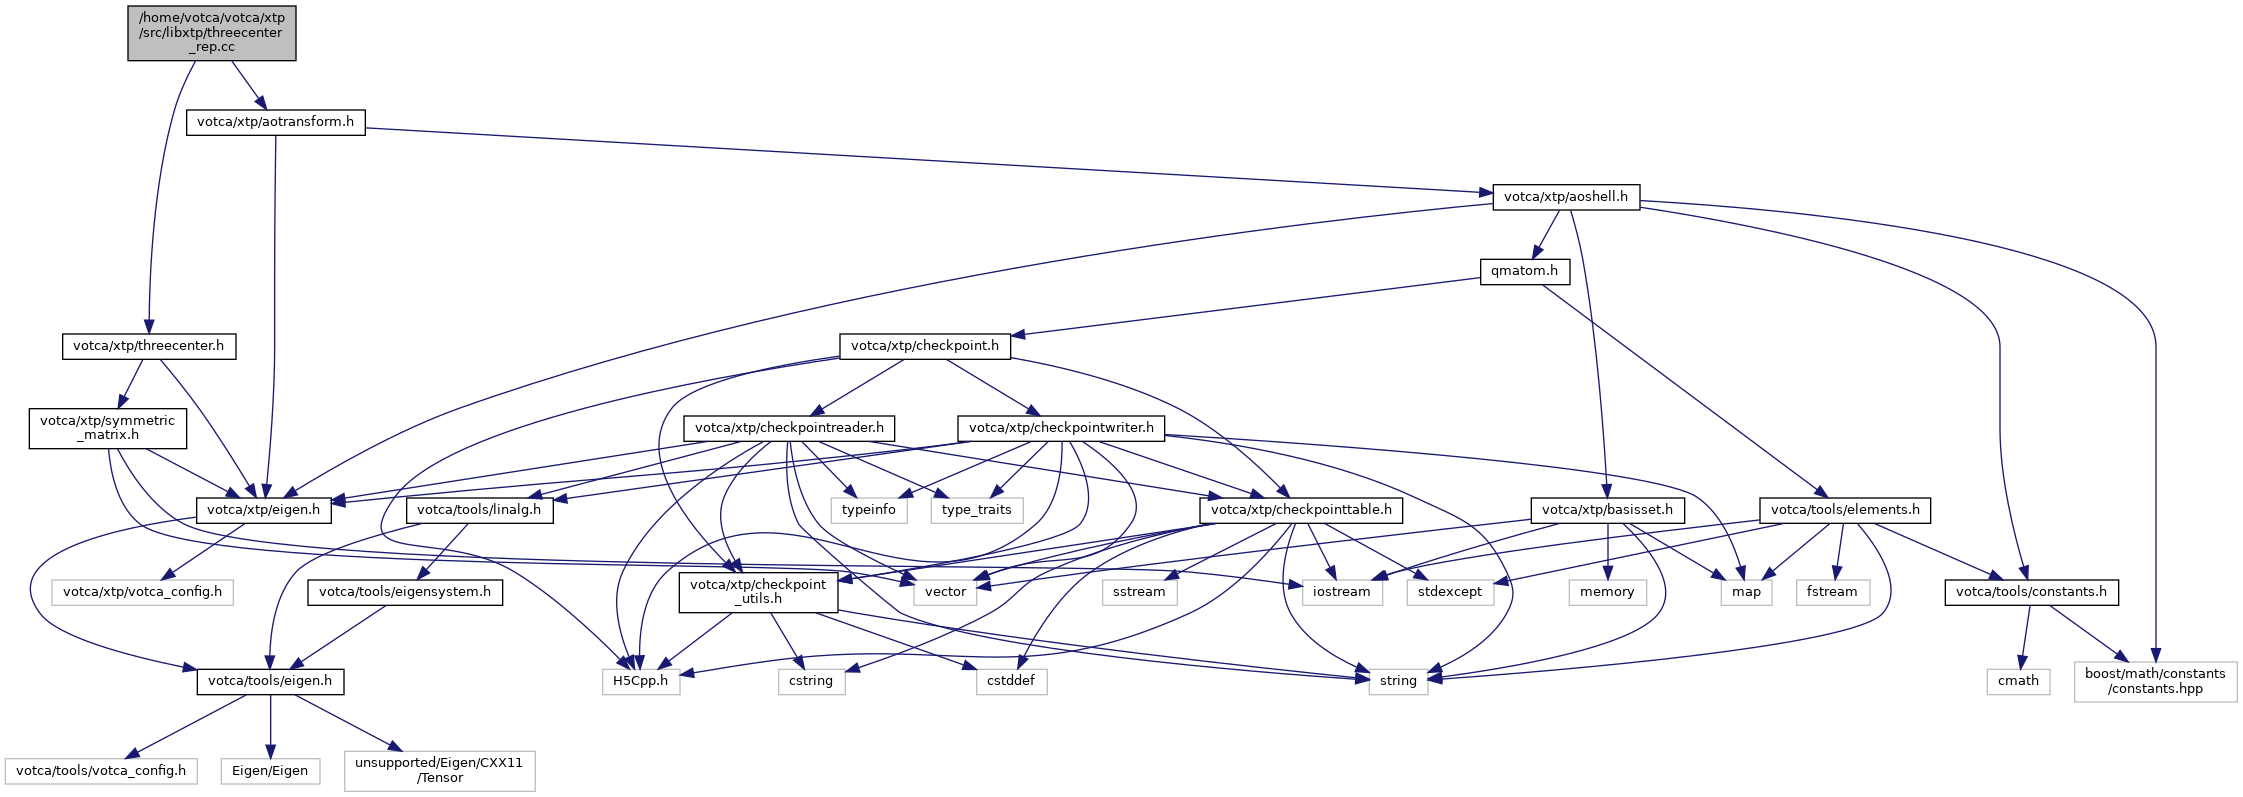 /home/votca/votca/xtp
/src/libxtp/threecenter
_rep.cc
votca/xtp/aotransform.h
votca/xtp/aoshell.h
qmatom.h
votca/xtp/threecenter.h
votca/xtp/checkpoint.h
votca/xtp/symmetric
_matrix.h
votca/xtp/checkpointreader.h
votca/xtp/checkpointwriter.h
votca/xtp/eigen.h
votca/tools/linalg.h
typeinfo
type_traits
votca/xtp/checkpointtable.h
votca/xtp/basisset.h
votca/tools/elements.h
votca/xtp/votca_config.h
votca/tools/eigensystem.h
votca/xtp/checkpoint
_utils.h
vector
sstream
iostream
stdexcept
memory
map
fstream
votca/tools/constants.h
votca/tools/eigen.h
H5Cpp.h
cstring
cstddef
string
cmath
boost/math/constants
/constants.hpp
votca/tools/votca_config.h
Eigen/Eigen
unsupported/Eigen/CXX11
/Tensor